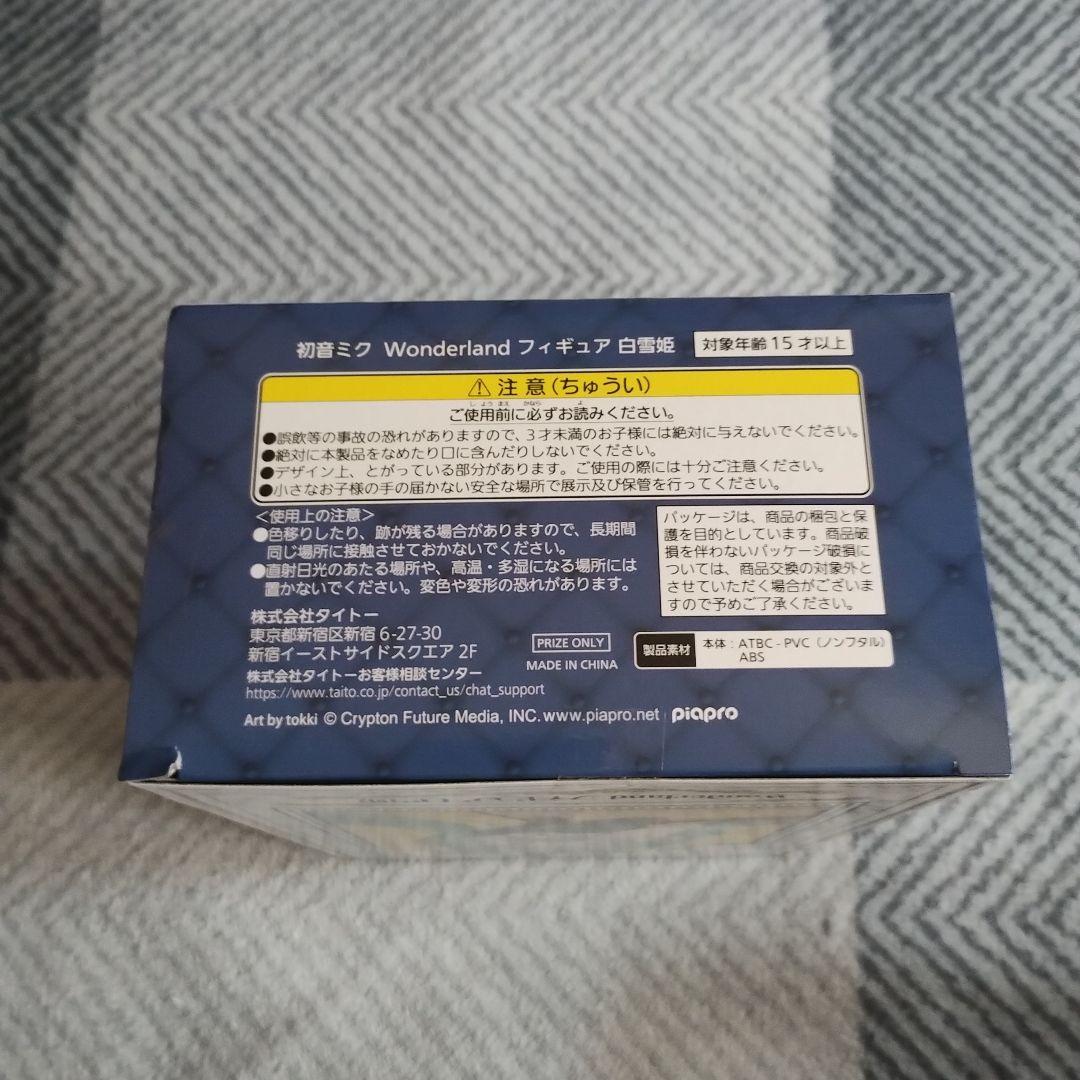 初音ミク Wonderland フィギュア 白雪姫 対象年齢15才以上
⚠注意(ちゅうい)
ご使用前に必ずお読みください。
●誤飲等の事故の恐れがありますので、3才未満のお子様には絶対に与えないでください。
●絶対に本製品をなめたり口に含んだりしないでください。
●デザイン上、とがっている部分があります。ご使用の際には十分ご注意ください。
●小さなお子様の手の届かない安全な場所で展示及び保管を行ってください。
<使用上の注意>
●色移りしたり、跡が残る場合がありますので、長期間
同じ場所に接触させておかないでください。
●直射日光のあたる場所や、高温・多湿になる場所には
置かないでください。変色や変形の恐れがあります。
パッケージは、商品の梱包と保
護を目的としています。商品破
損を伴わないパッケージ破損に
ついては、商品交換の対象外と
させていただく場合がございま
すので予めご了承ください。
株式会社タイトー
東京都新宿区新宿6-27-30
新宿イーストサイドスクエア 2F
株式会社タイトーお客様相談センター
https://www.taito.co.jp/contact_us/chat_support
PRIZE ONLY
MADE IN CHINA
製品素材 本体：ATBC-PVC（ノンフタル）
ABS
Art by tokki © Crypton Future Media, INC. www.piapro.net piapro